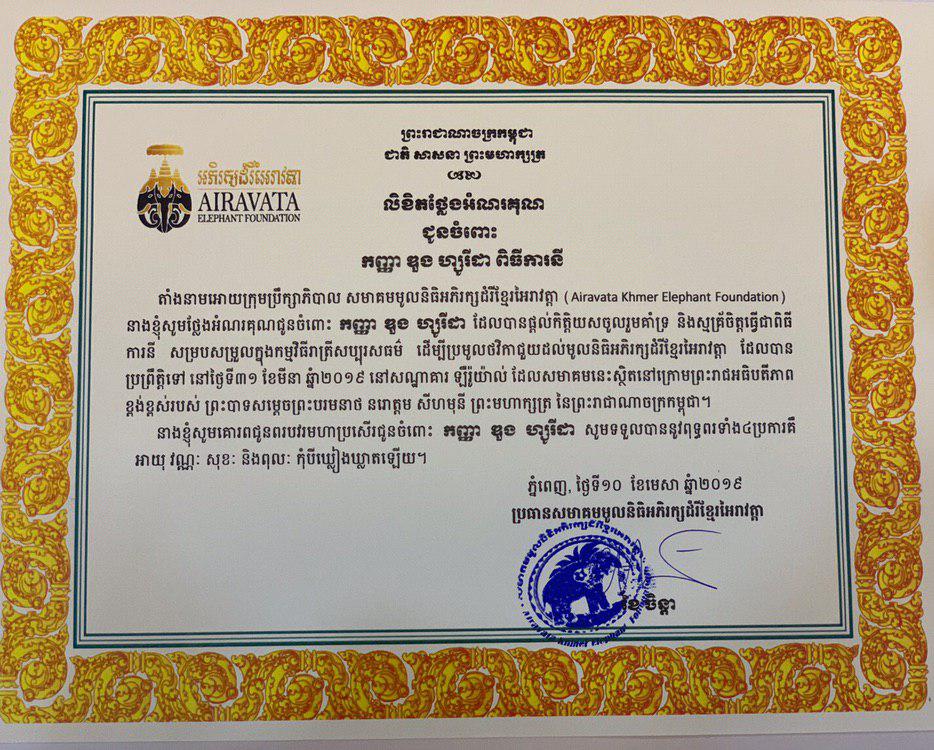 ព្រះរាជាណាចក្រកម្ពុជា
ជាតិ សាសនា ព្រះមហាក្សត្រ
អភិរក្សដំរីអៃរាវតា
AIRAVATA
ELEPHANT FOUNDATION
លិខិតថ្លែងអំណរគុណ
ជូនចំពោះ
កញ្ញា ឌួង ហ្សូរីដា ពិធីការនី
តាំងនាមអោយក្រុមប្រឹក្សាភិបាល សមាគមមូលនិធិអភិរក្សដំរីខ្មែរអៃរាវត្តា ( Airavata Khmer Elephant Foundation )
នាងខ្ញុំសូមថ្លែងអំណរគុណជូនចំពោះ កញ្ញា ឌួង ហ្សូរីដា ដែលបានផ្តល់កិត្តិយសចូលរួមគាំទ្រ និងស្មគ្រ័ចិត្តធ្វើជាពិធី
ការនី សម្របសម្រួលក្នុងកម្មវិធីរាត្រីសប្បុរសធម៌ ដើម្បីប្រមូលថវិកាជួយដល់មូលនិធិអភិរក្សដំរីខ្មែរអៃរាវត្តា ដែលបាន
ប្រព្រឹត្តិទៅ នៅថ្ងៃទី៣១ ខែមីនា ឆ្នាំ២០១៩ នៅសណ្ឋាគារ ឡឺរ៉ូយ៉ាល់ ដែលសមាគមនេះស្ថិតនៅក្រោមព្រះរាជអធិបតីភាព
ខ្ពង់ខ្ពស់របស់ ព្រះបាទសម្តេចព្រះបរមនាថ នរោត្តម សីហមុនី ព្រះមហាក្សត្រ នៃព្រះរាជាណាចក្រកម្ពុជា។
នាងខ្ញុំសូមគោរពជូនពរបវរមហាប្រសើរជូនចំពោះ កញ្ញា ឌួង ហ្សូរីដា សូមទទួលបាននូវពុទ្ធពរទាំង៤ប្រការគឺ
អាយុ វណ្ណៈ សុខៈ និងពុលៈ កុំបីឃ្លៀងឃ្លាតឡើយ។
ភ្នំពេញ, ថ្ងៃទី១០ ខែមេសា ឆ្នាំ២០១៩
ប្រធានសមាគមមូលនិធិអភិរក្សដំរីខ្មែរអៃរាវត្តា
ចិន្តា